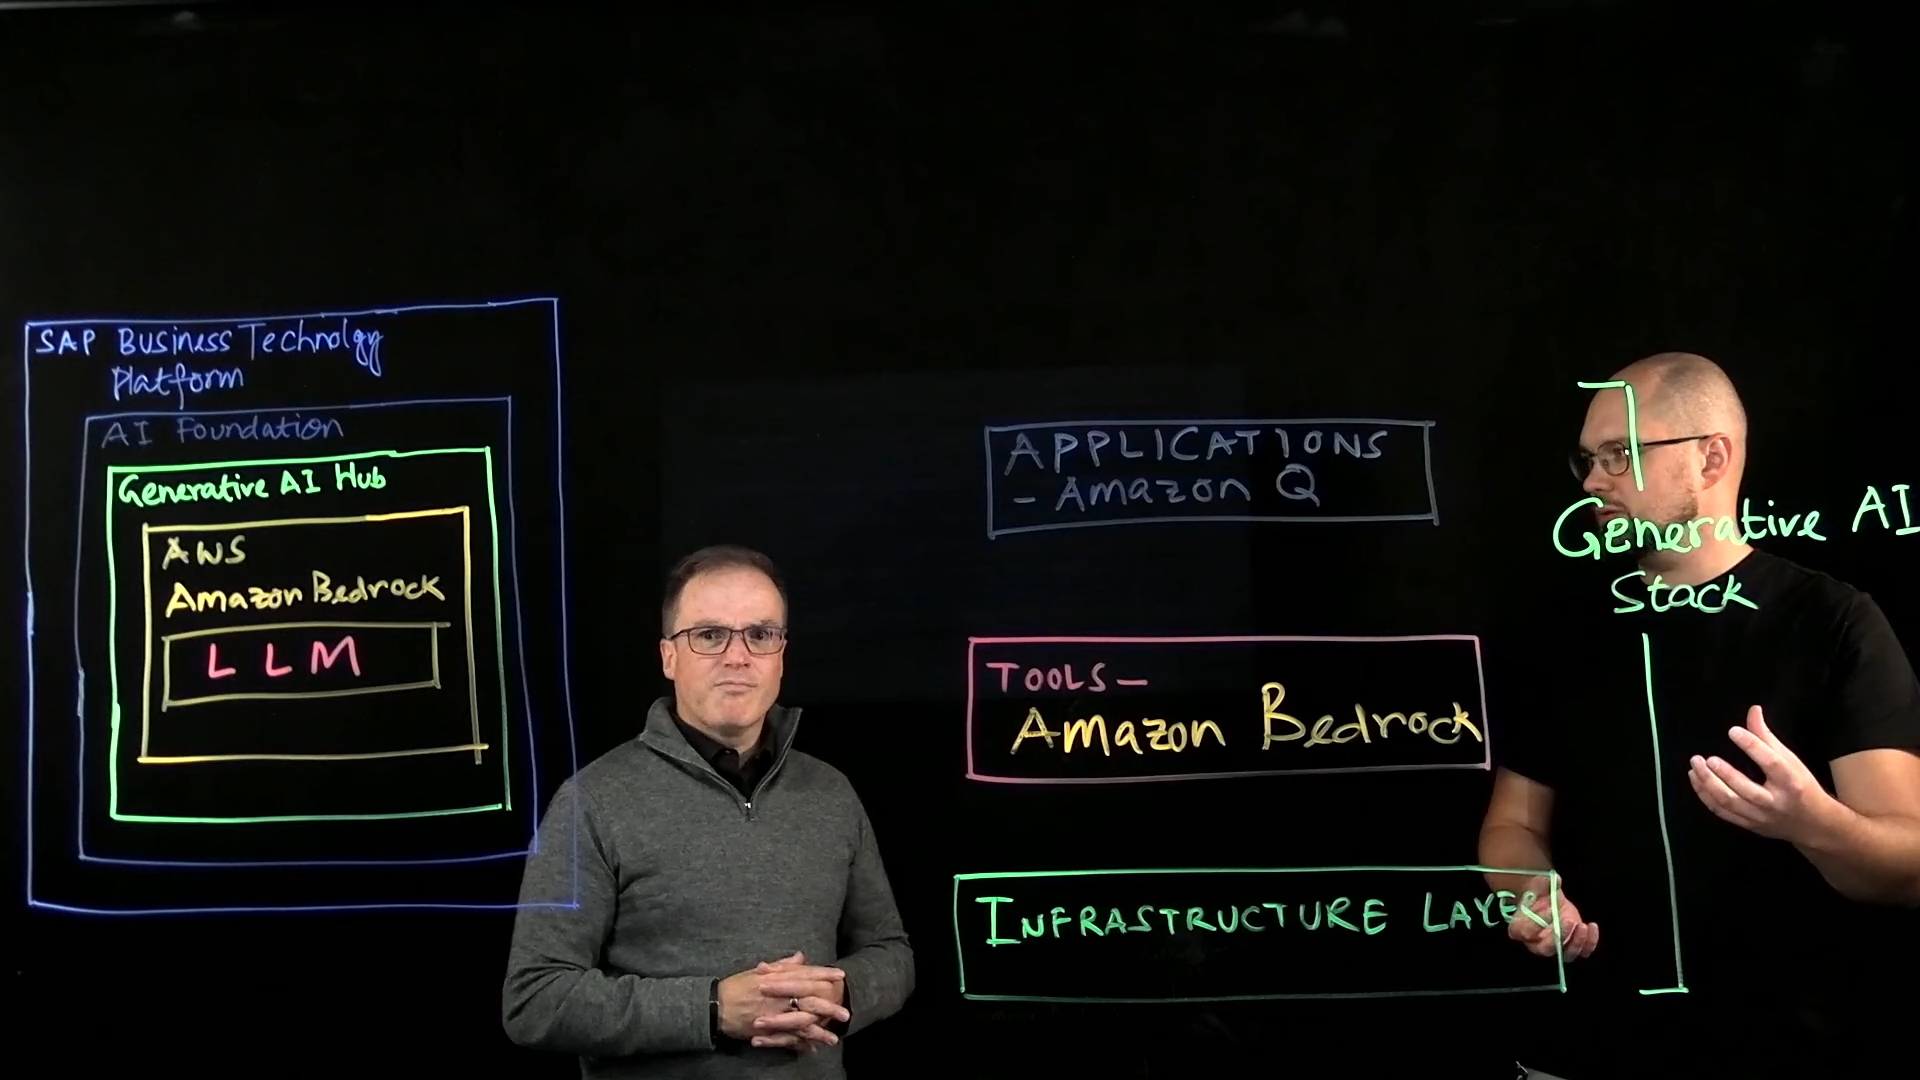 SAP Business Technolgy
Platform
AI Foundation
Generative AI Hub
AWS
Amazon Bedrock
LLM
APPLICATIONS
- Amazon Q
TOOLS-
Amazon Bedrock
INFRASTRUCTURE LAYER
Generative AI
Stack